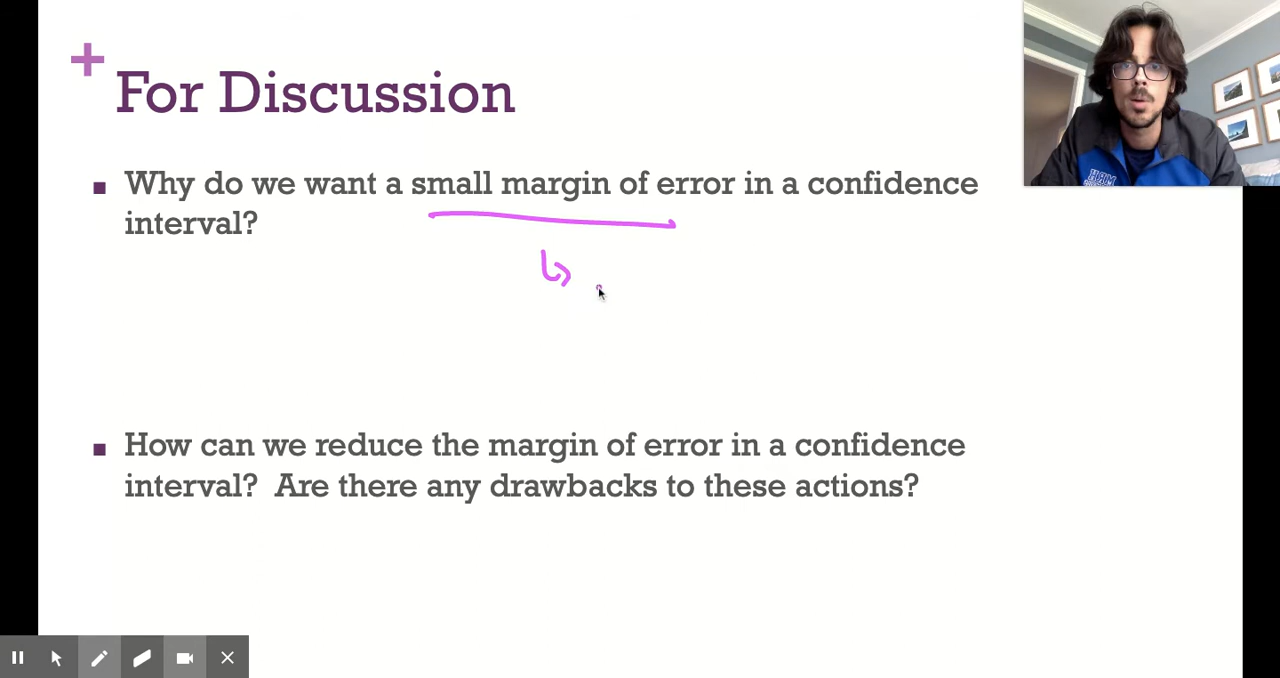 + For Discussion
▪ Why do we want a small margin of error in a confidence
interval?
▪ How can we reduce the margin of error in a confidence
interval? Are there any drawbacks to these actions?